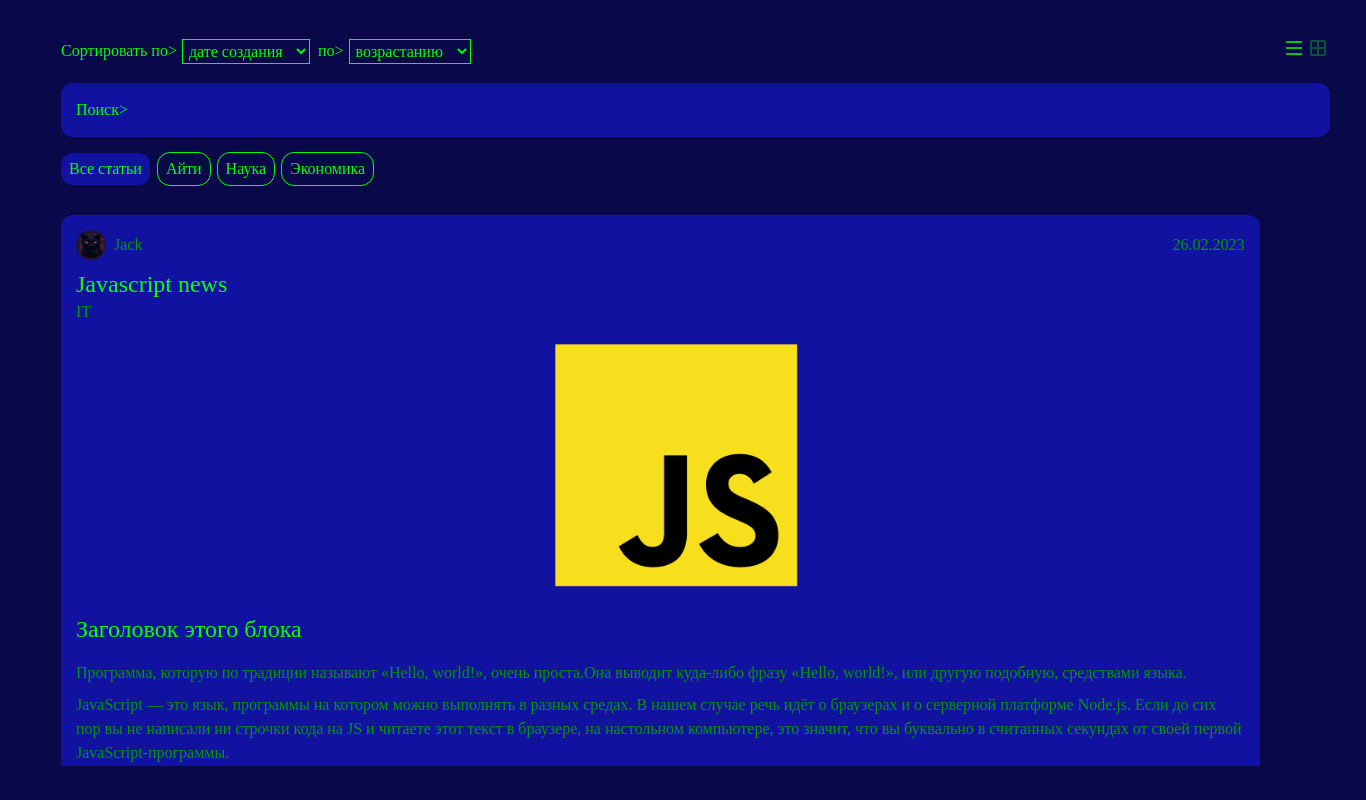 Сортировать по> дате создания по> возрастанию
Поиск>
Все статьи Айти Наука Экономика
Jack 26.02.2023
Javascript news
IT
JS
Заголовок этого блока
Программа, которую по традиции называют «Hello, world!», очень проста.Она выводит куда-либо фразу «Hello, world!», или другую подобную, средствами языка.
JavaScript — это язык, программы на котором можно выполнять в разных средах. В нашем случае речь идёт о браузерах и о серверной платформе Node.js. Если до сих
пор вы не написали ни строчки кода на JS и читаете этот текст в браузере, на настольном компьютере, это значит, что вы буквально в считанных секундах от своей первой
JavaScript-программы.